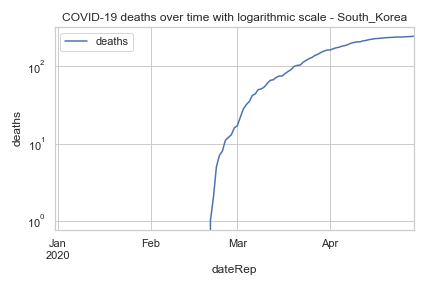 COVID-19 deaths over time with logarithmic scale - South_Korea
deaths
10²
10¹
10⁰
deaths
Jan
2020
Feb
Mar
Apr
dateRep